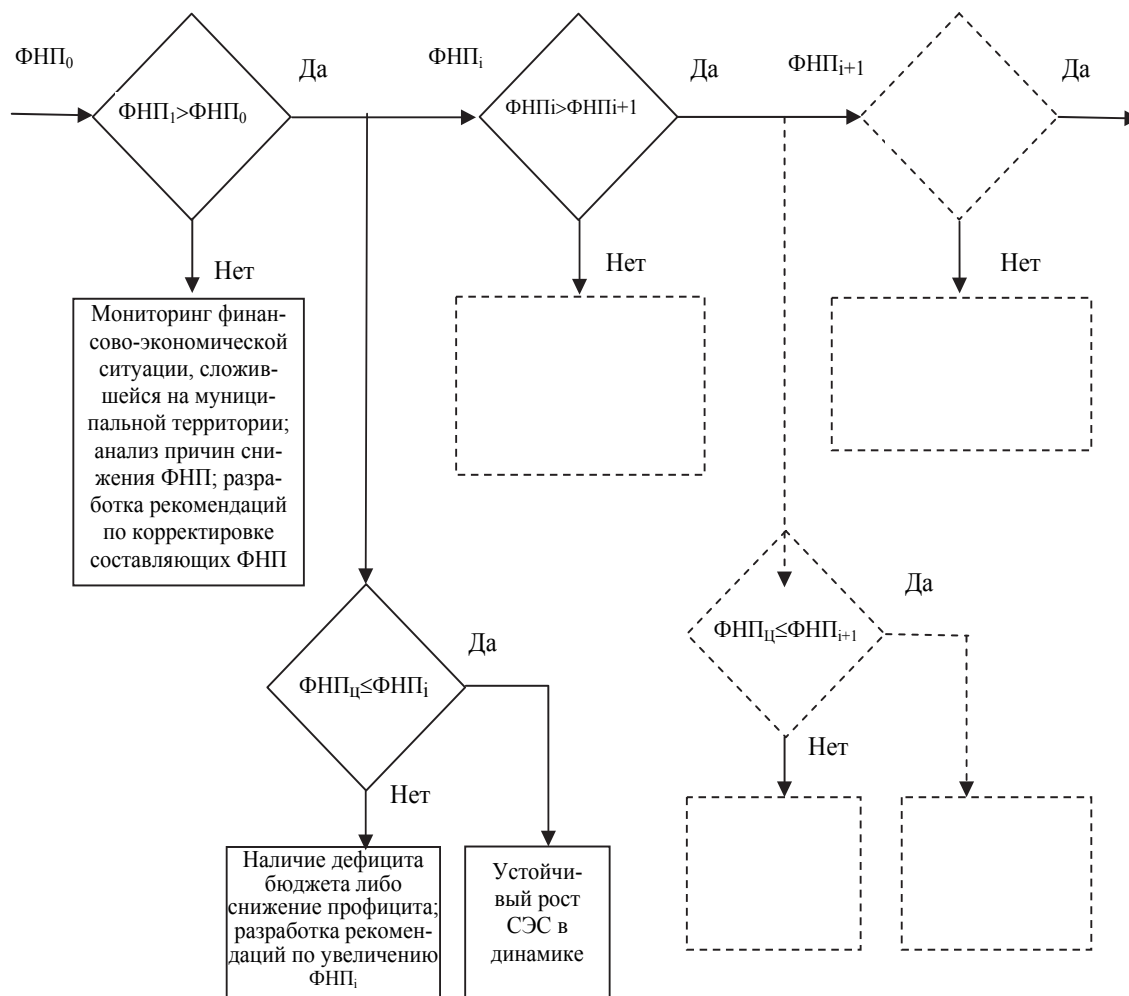 ФНП₀
Да
ФНП₁>ФНП₀
Нет
Мониторинг финан-
сово-экономической
ситуации, сложив-
шейся на муници-
пальной территории;
анализ причин сни-
жения ФНП; разра-
ботка рекомендаций
по корректировке
составляющих ФНП
ФНПᵢ
Да
ФНПi>ФНПi+1
Нет
ФНПi+1
Да
Нет
ФНПц≤ФНПᵢ
Да
Нет
Наличие дефицита
бюджета либо
снижение профицита;
разработка рекомен-
даций по увеличению
ФНПᵢ
Устойчи-
вый рост
СЭС в
динамике
ФНПЦ≤ФНПi+1
Да
Нет